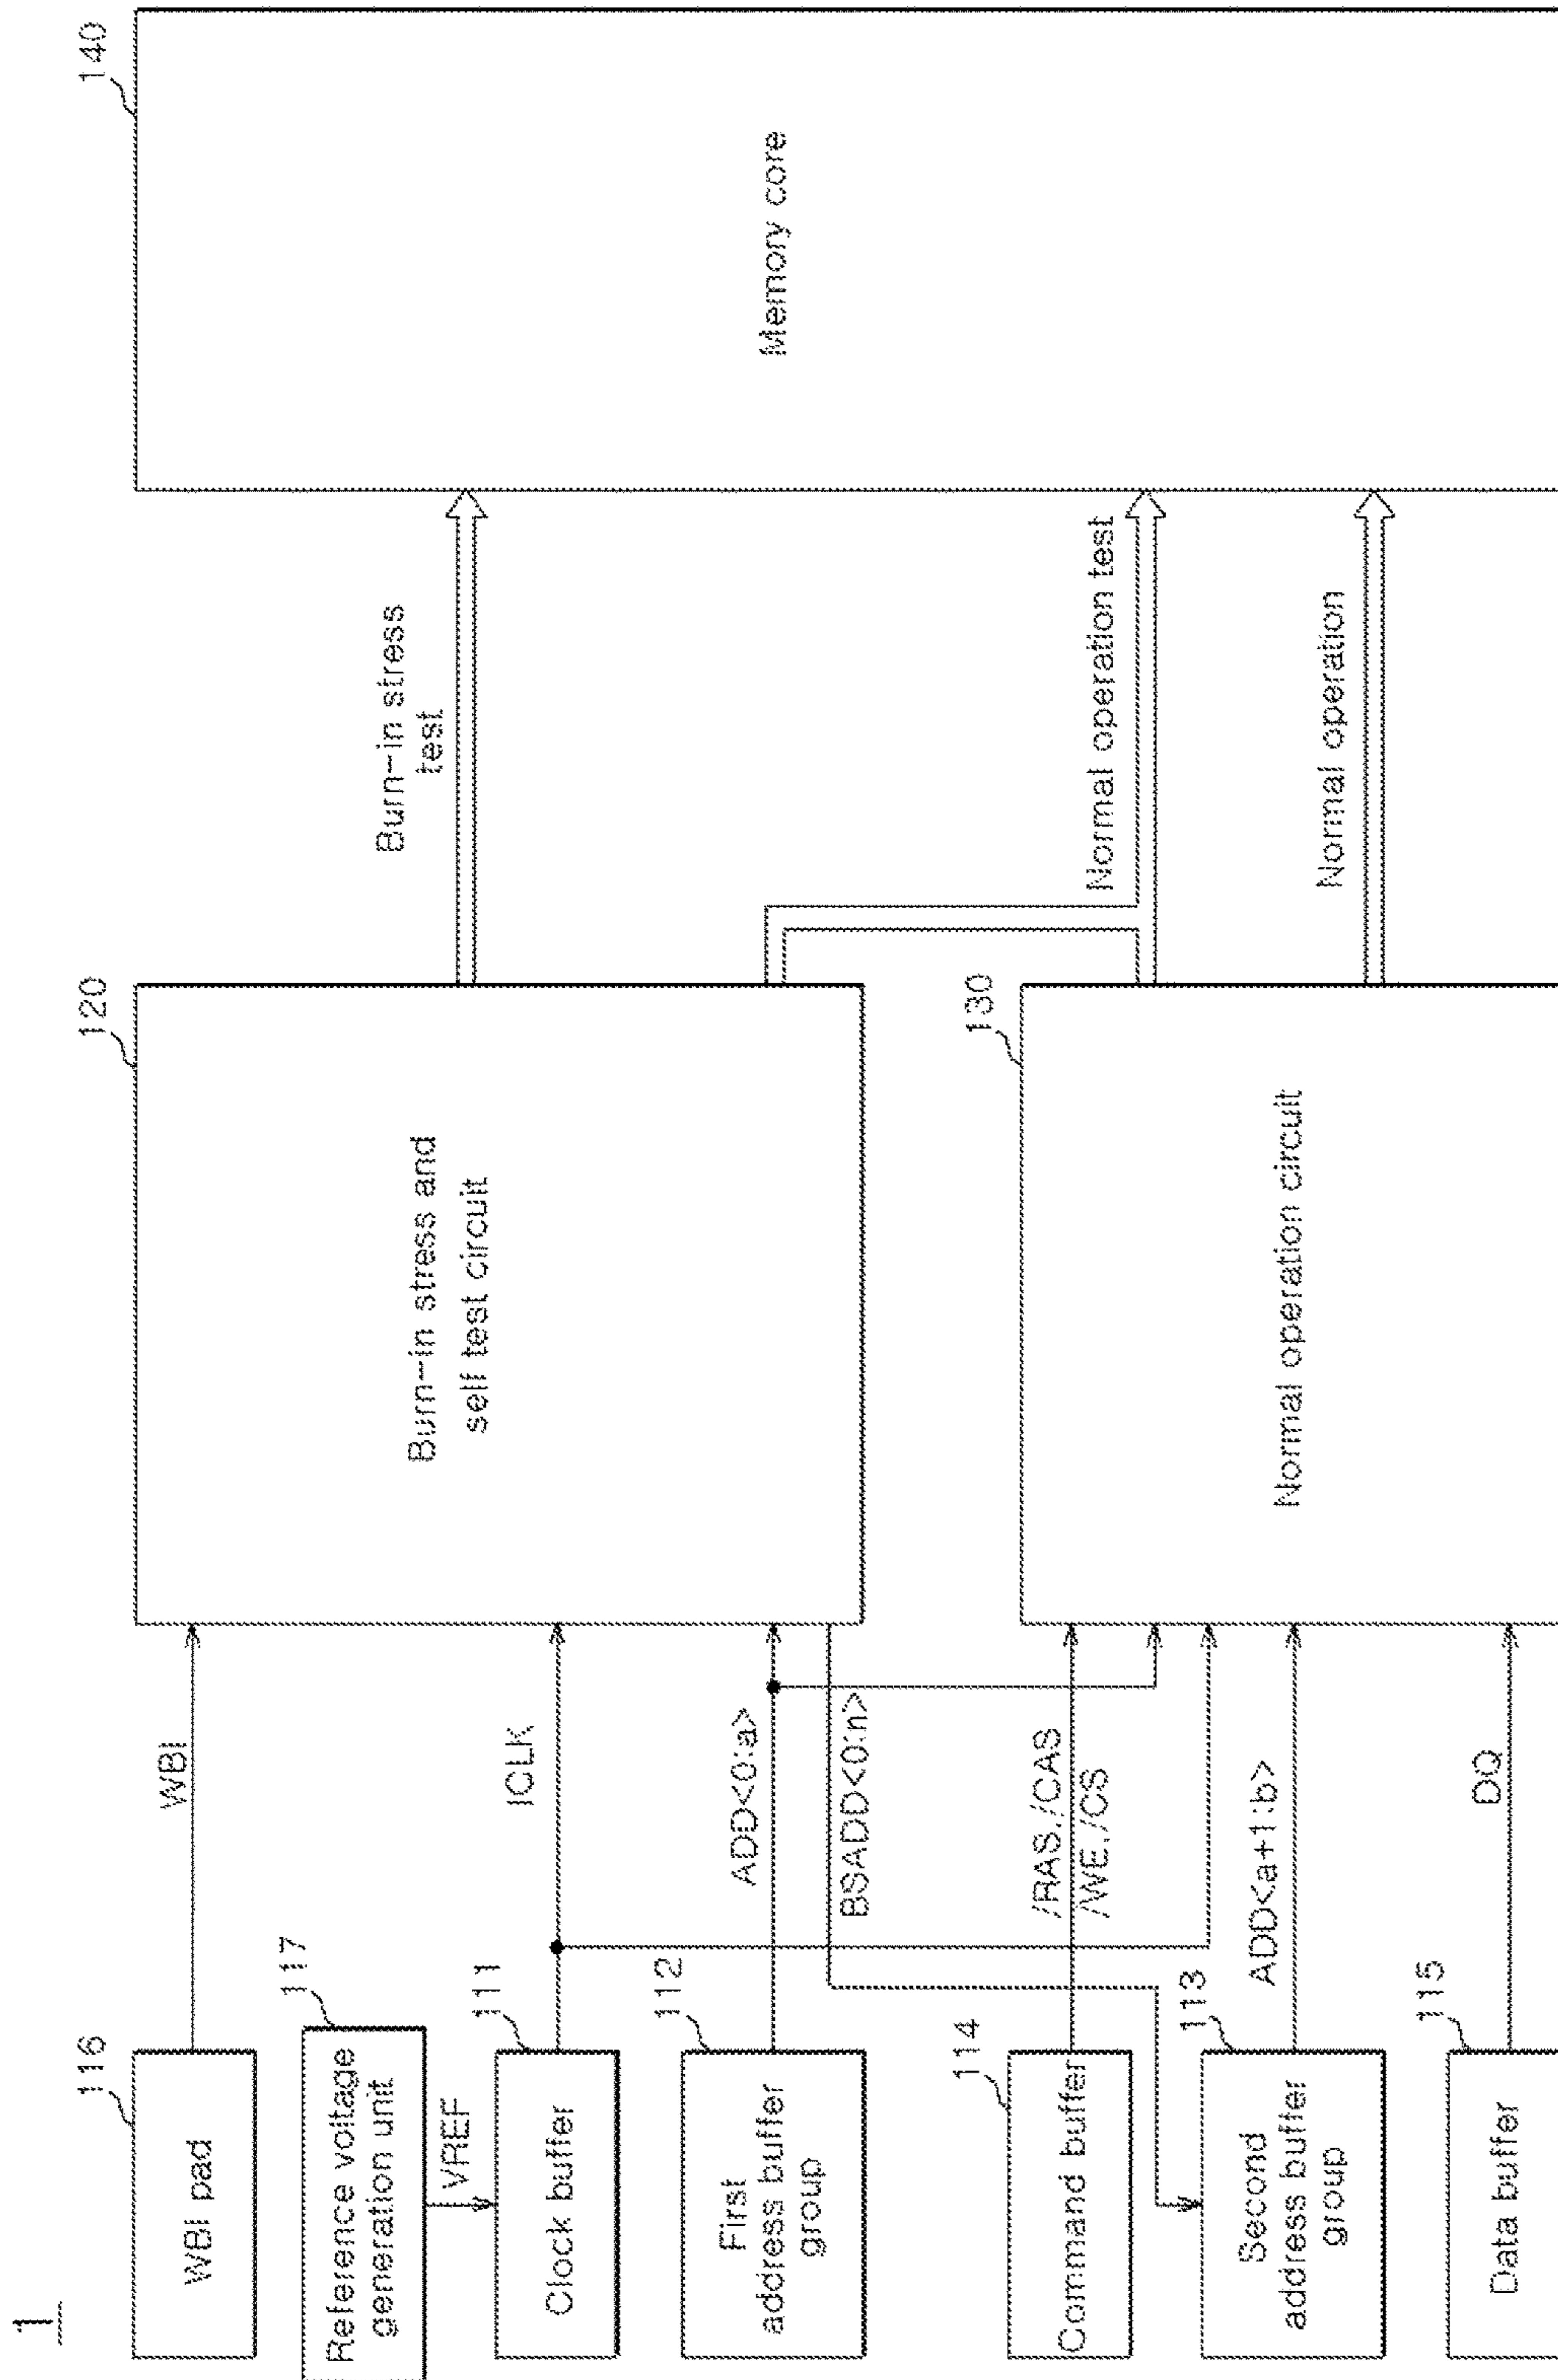 1
116
WBI pad
WBI
117
Reference voltage
generation unit
VREF
111
Clock buffer
ICLK
112
First
address buffer
group
ADD<0:a>
BSADD<0:n>
114
Command buffer
/RAS,/CAS
/WE,/CS
113
Second
address buffer
group
ADD<a+1:b>
115
Data buffer
DQ
120
Burn-in stress and
self test circuit
130
Normal operation circuit
Burn-in stress
test
Normal operation test
Normal operation
140
Memory core